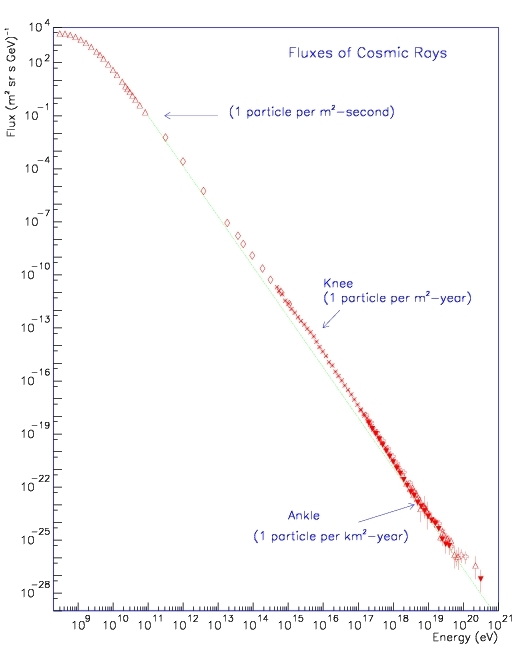 Fluxes of Cosmic Rays
Flux (m² sr s GeV)⁻¹
10⁴
10²
10⁻¹
10⁻⁴
10⁻⁷
10⁻¹⁰
10⁻¹³
10⁻¹⁶
10⁻¹⁹
10⁻²²
10⁻²⁵
10⁻²⁸
(1 particle per m²−second)
Knee
(1 particle per m²−year)
Ankle
(1 particle per km²−year)
10⁹ 10¹⁰ 10¹¹ 10¹² 10¹³ 10¹⁴ 10¹⁵ 10¹⁶ 10¹⁷ 10¹⁸ 10¹⁹ 10²⁰ 10²¹
Energy (eV)